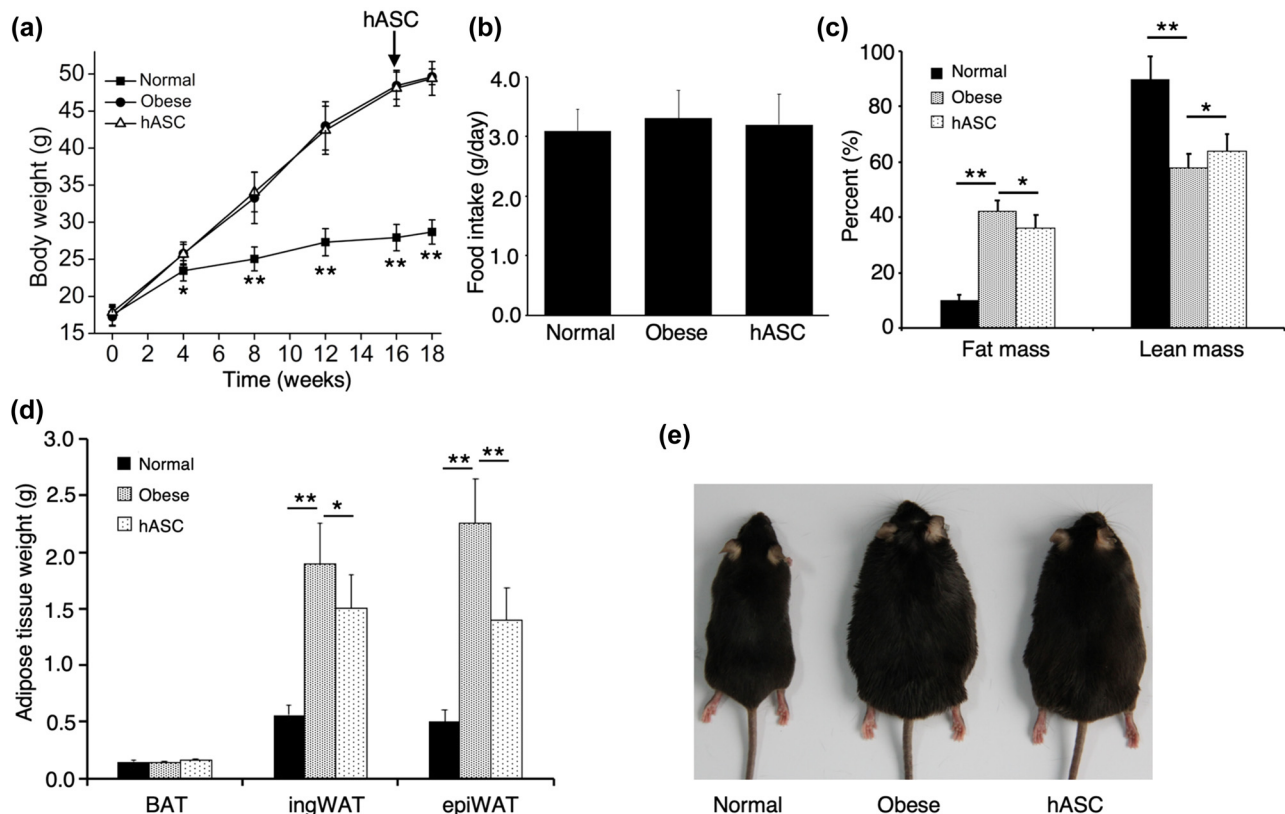 (a)
hASC
Normal
Obese
hASC
Body weight (g)
50
45
40
35
30
25
20
15
*
**
**
**
**
0 2 4 6 8 10 12 14 16 18
Time (weeks)
(b)
Food intake (g/day)
4.0
3.0
2.0
1.0
0.0
Normal Obese hASC
(c)
Normal
Obese
hASC
Percent (%)
100
80
60
40
20
0
** *
** *
Fat mass Lean mass
(d)
Normal
Obese
hASC
Adipose tissue weight (g)
3.0
2.5
2.0
1.5
1.0
0.5
0.0
** *
** **
BAT ingWAT epiWAT
(e)
Normal Obese hASC